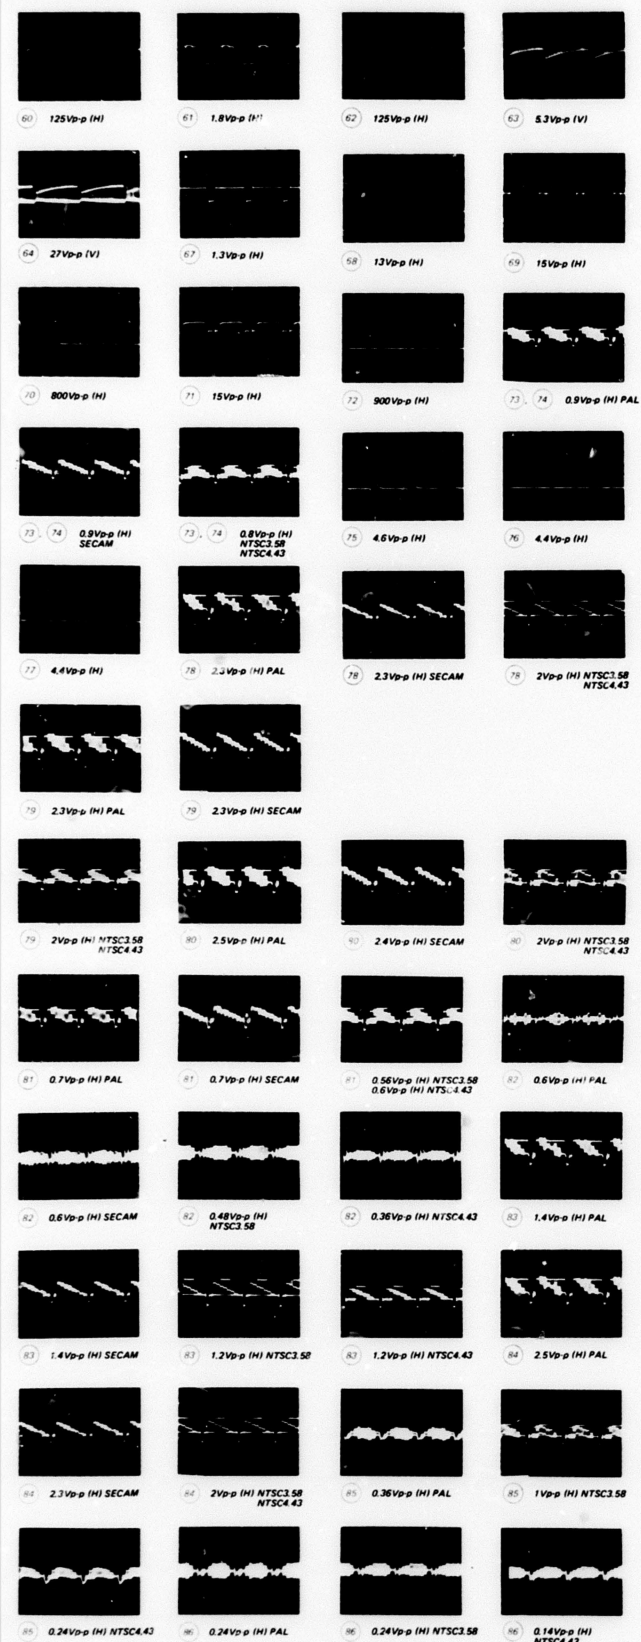 60 125Vp-p (H)
61 1.8Vp-p (H)
62 125Vp-p (H)
63 5.3Vp-p (V)
64 27Vp-p (V)
67 1.3Vp-p (H)
68 13Vp-p (H)
69 15Vp-p (H)
70 800Vp-p (H)
71 15Vp-p (H)
72 900Vp-p (H)
73, 74 0.9Vp-p (H) PAL
73, 74 0.9Vp-p (H)
SECAM
73, 74 0.8Vp-p (H)
NTSC3.58
NTSC4.43
75 4.6Vp-p (H)
76 4.4Vp-p (H)
77 4.4Vp-p (H)
78 2.3Vp-p (H) PAL
78 2.3Vp-p (H) SECAM
78 2Vp-p (H) NTSC3.58
NTSC4.43
79 2.3Vp-p (H) PAL
79 2.3Vp-p (H) SECAM
79 2Vp-p (H) NTSC3.58
NTSC4.43
80 2.5Vp-p (H) PAL
80 2.4Vp-p (H) SECAM
80 2Vp-p (H) NTSC3.58
NTSC4.43
81 0.7Vp-p (H) PAL
81 0.7Vp-p (H) SECAM
81 0.56Vp-p (H) NTSC3.58
0.6Vp-p (H) NTSC4.43
82 0.6Vp-p (H) PAL
82 0.6Vp-p (H) SECAM
82 0.48Vp-p (H)
NTSC3.58
82 0.36Vp-p (H) NTSC4.43
83 1.4Vp-p (H) PAL
83 1.4Vp-p (H) SECAM
83 1.2Vp-p (H) NTSC3.58
83 1.2Vp-p (H) NTSC4.43
84 2.5Vp-p (H) PAL
84 2.3Vp-p (H) SECAM
84 2Vp-p (H) NTSC3.58
NTSC4.43
85 0.36Vp-p (H) PAL
85 1Vp-p (H) NTSC3.58
85 0.24Vp-p (H) NTSC4.43
86 0.24Vp-p (H) PAL
86 0.24Vp-p (H) NTSC3.58
86 0.14Vp-p (H)
NTSC4.43